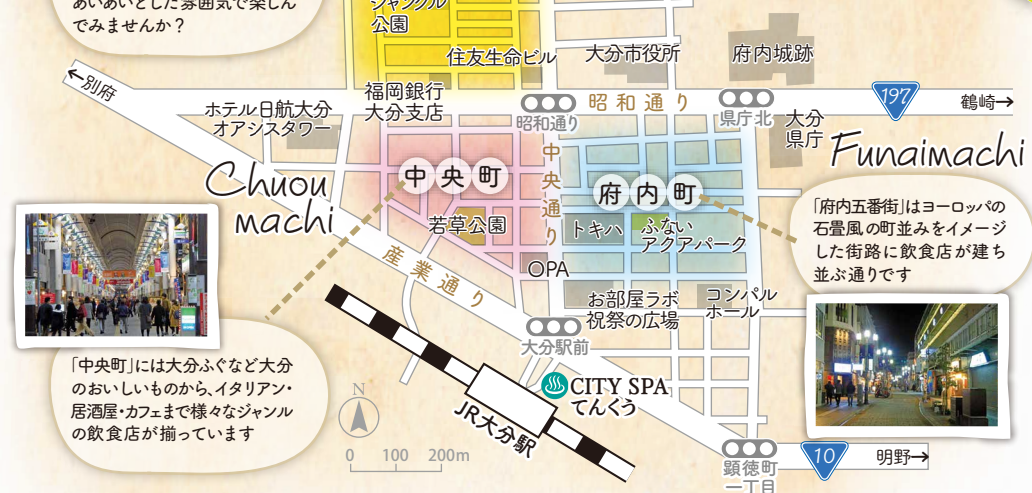 あいあいとした雰囲気で楽しん
でみませんか？
ジャングル
公園
住友生命ビル
大分市役所
府内城跡
←別府
ホテル日航大分
オアシスタワー
福岡銀行
大分支店
昭和通り
昭和通り
県庁北
大分
県庁
197
鶴崎→
Chuou
machi
中央町
中央通り
府内町
Funaimachi
若草公園
トキハ
ふない
アクアパーク
「府内五番街」はヨーロッパの
石畳風の町並みをイメージ
した街路に飲食店が建ち
並ぶ通りです
産業通り
OPA
お部屋ラボ
祝祭の広場
コンパル
ホール
大分駅前
「中央町」には大分ふぐなど大分
のおいしいものから、イタリアン・
居酒屋・カフェまで様々なジャンル
の飲食店が揃っています
N
0 100 200m
CITY SPA
てんくう
JR大分駅
顕徳町
一丁目
10
明野→